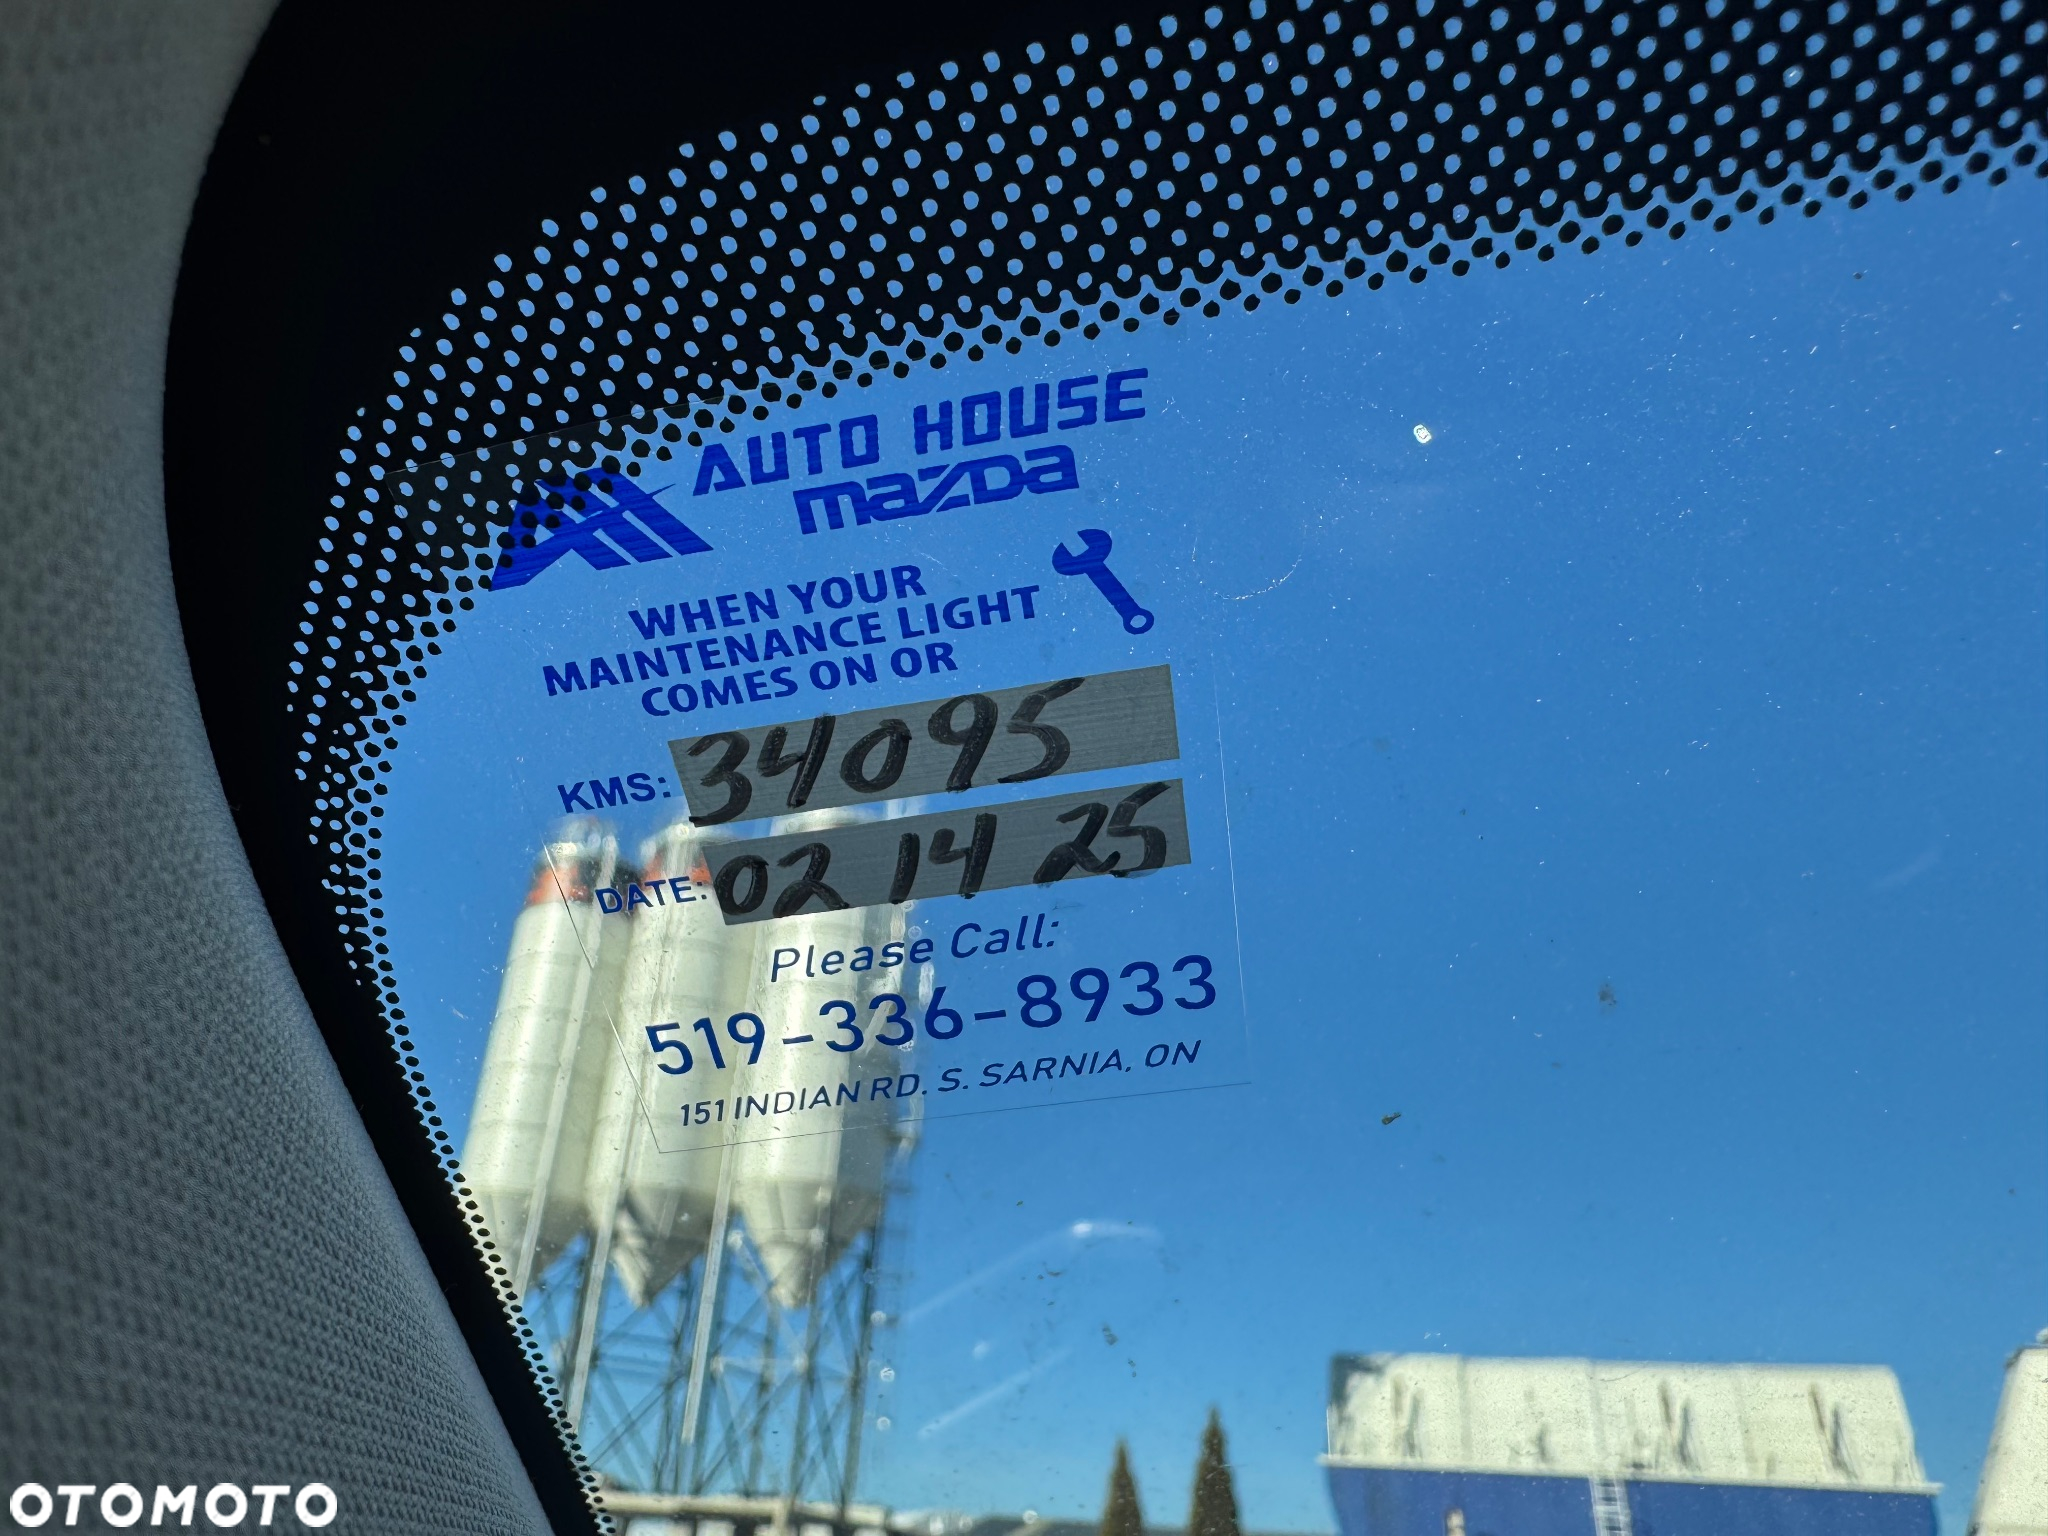 AUTO HOUSE
mazda
WHEN YOUR
MAINTENANCE LIGHT
COMES ON OR
KMS: 34095
DATE: 02 14 25
Please Call:
519-336-8933
151 INDIAN RD. S. SARNIA, ON
OTOMOTO